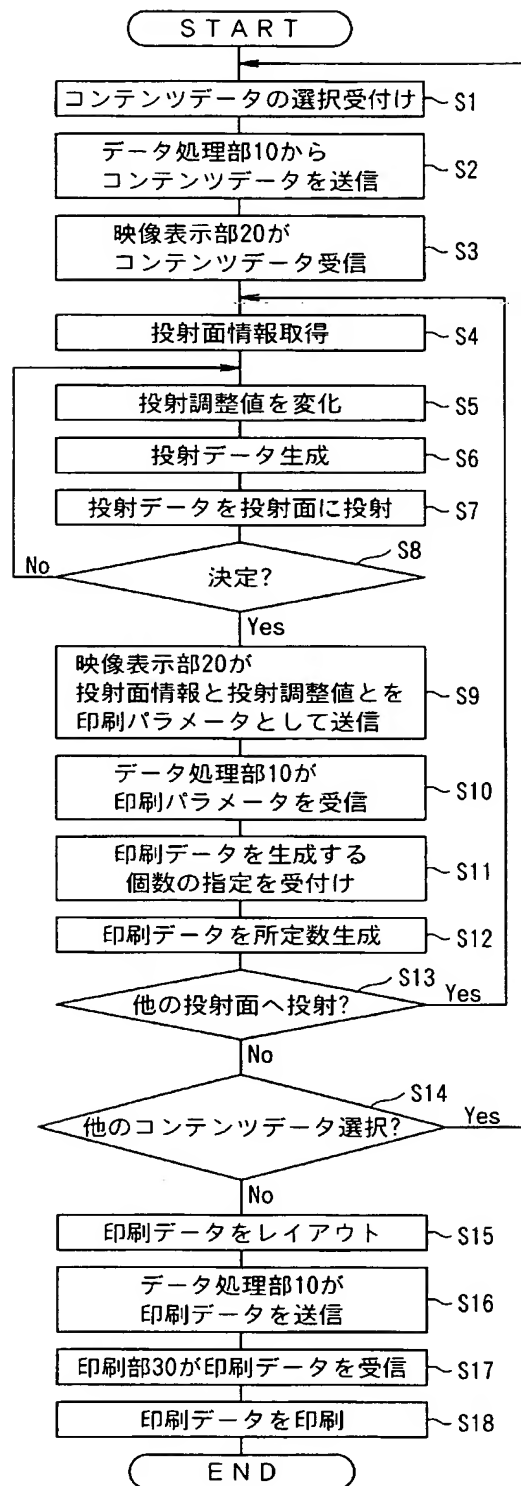 START
コンテンツデータの選択受付け
S1
データ処理部10から
コンテンツデータを送信
S2
映像表示部20が
コンテンツデータ受信
S3
投射面情報取得
S4
投射調整値を変化
S5
投射データ生成
S6
投射データを投射面に投射
S7
S8
No
決定?
Yes
映像表示部20が
投射面情報と投射調整値とを
印刷パラメータとして送信
S9
データ処理部10が
印刷パラメータを受信
S10
印刷データを生成する
個数の指定を受付け
S11
印刷データを所定数生成
S12
S13
他の投射面へ投射?
Yes
No
S14
他のコンテンツデータ選択?
Yes
No
印刷データをレイアウト
S15
データ処理部10が
印刷データを送信
S16
印刷部30が印刷データを受信
S17
印刷データを印刷
S18
END